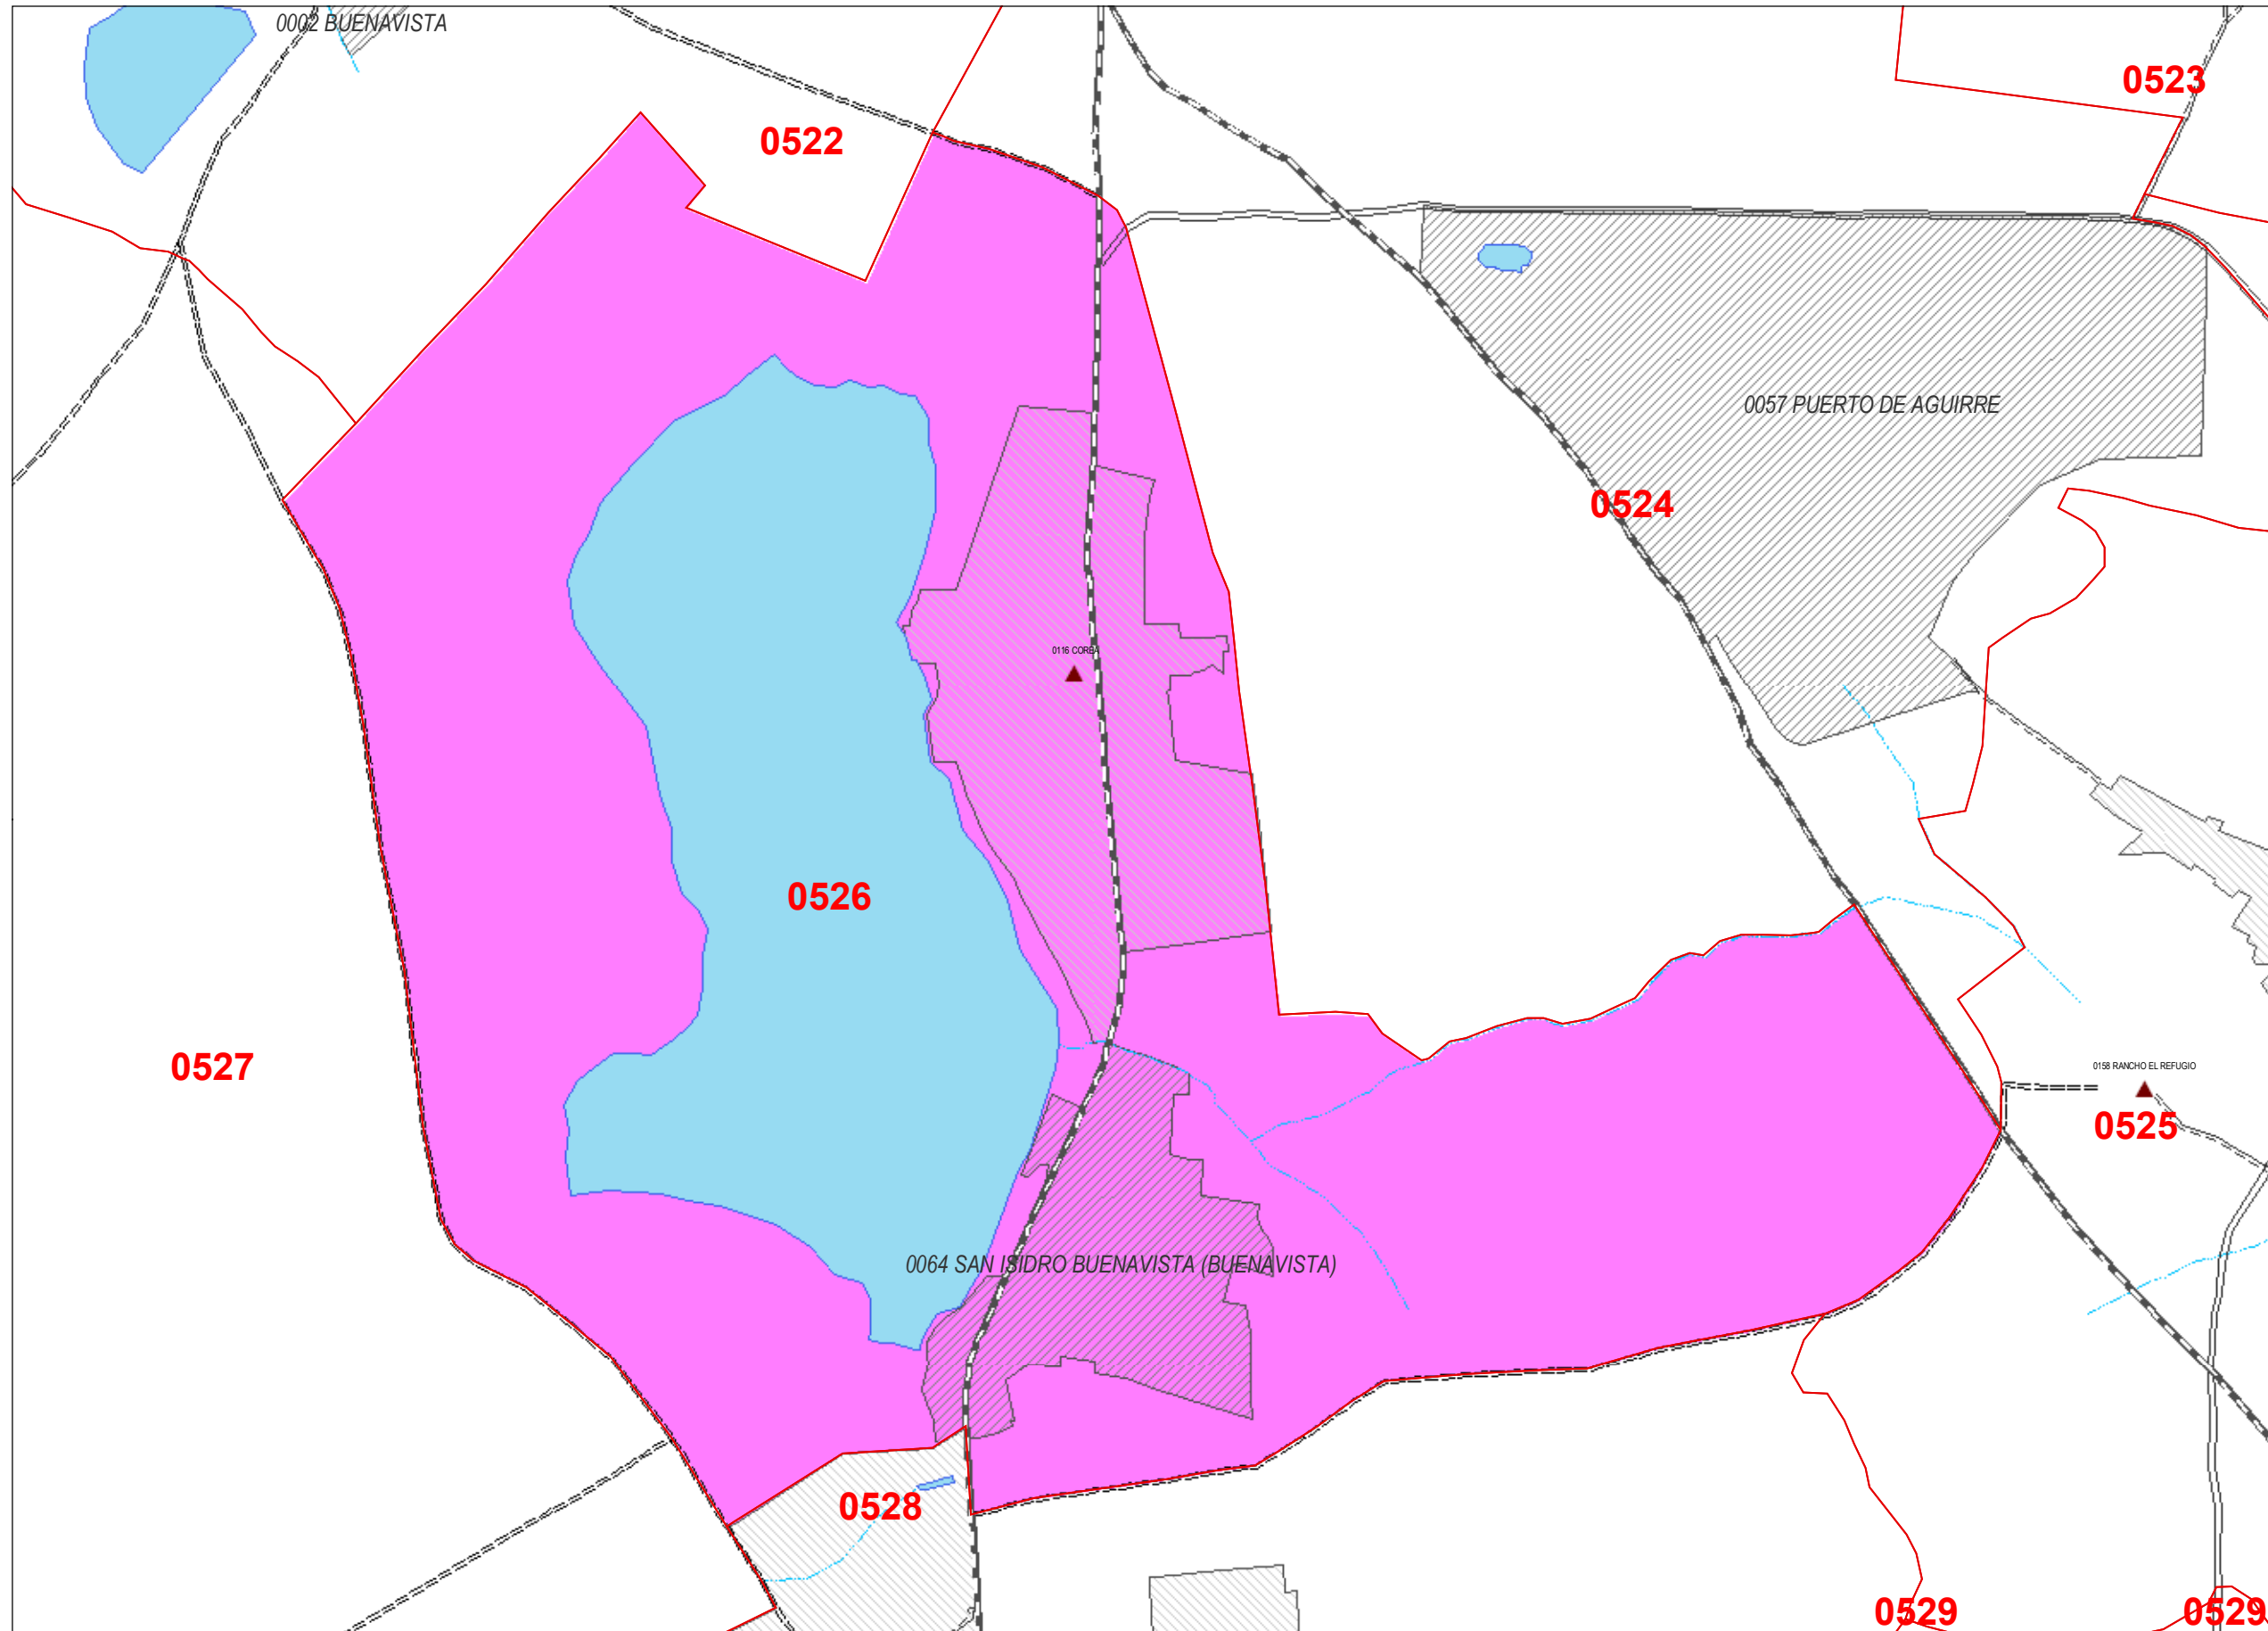 0002 BUENAVISTA
0523
0522
0057 PUERTO DE AGUIRRE
0524
0116 COREA
0526
0527
0158 RANCHO EL REFUGIO
0525
0064 SAN ISIDRO BUENAVISTA (BUENAVISTA)
0528
0529
0529